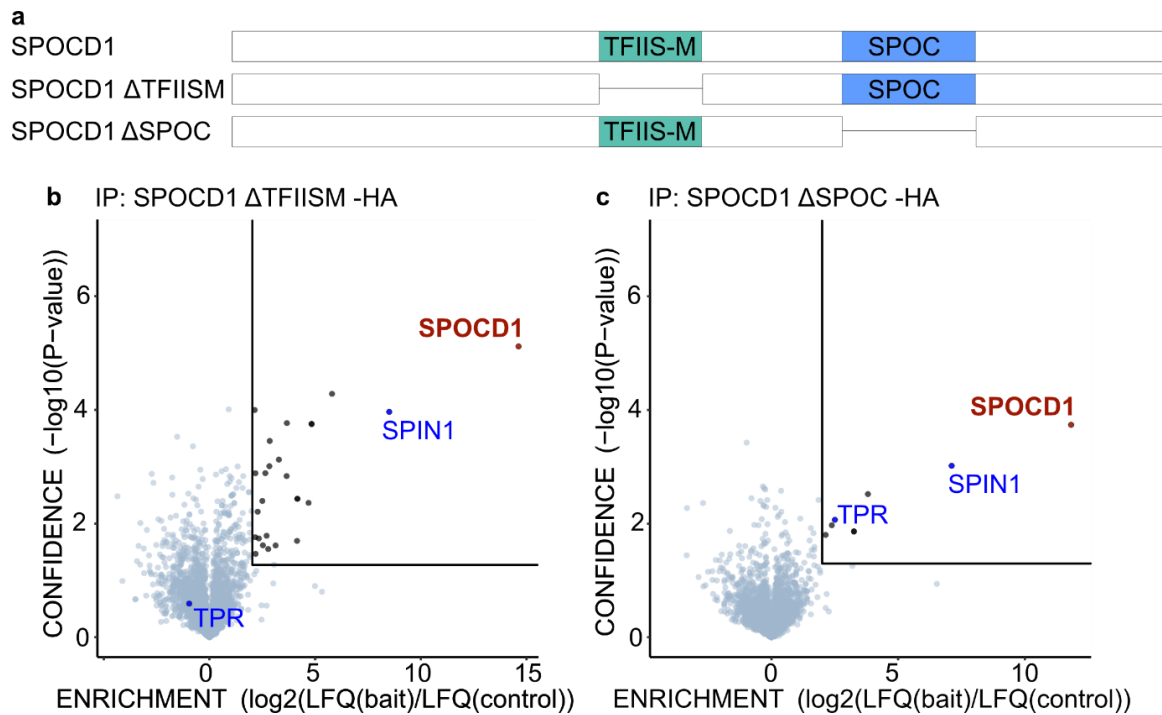 a
SPOCD1 TFIIS-M SPOC
SPOCD1 ΔTFIISM SPOC
SPOCD1 ΔSPOC TFIIS-M
b IP: SPOCD1 ΔTFIISM -HA
CONFIDENCE (−log10(P−value))
6
4
2
0
SPOCD1
SPIN1
TPR
0 5 10 15
ENRICHMENT (log2(LFQ(bait)/LFQ(control))
c IP: SPOCD1 ΔSPOC -HA
CONFIDENCE (−log10(P−value))
6
4
2
0
SPOCD1
SPIN1
TPR
0 5 10
ENRICHMENT (log2(LFQ(bait)/LFQ(control))